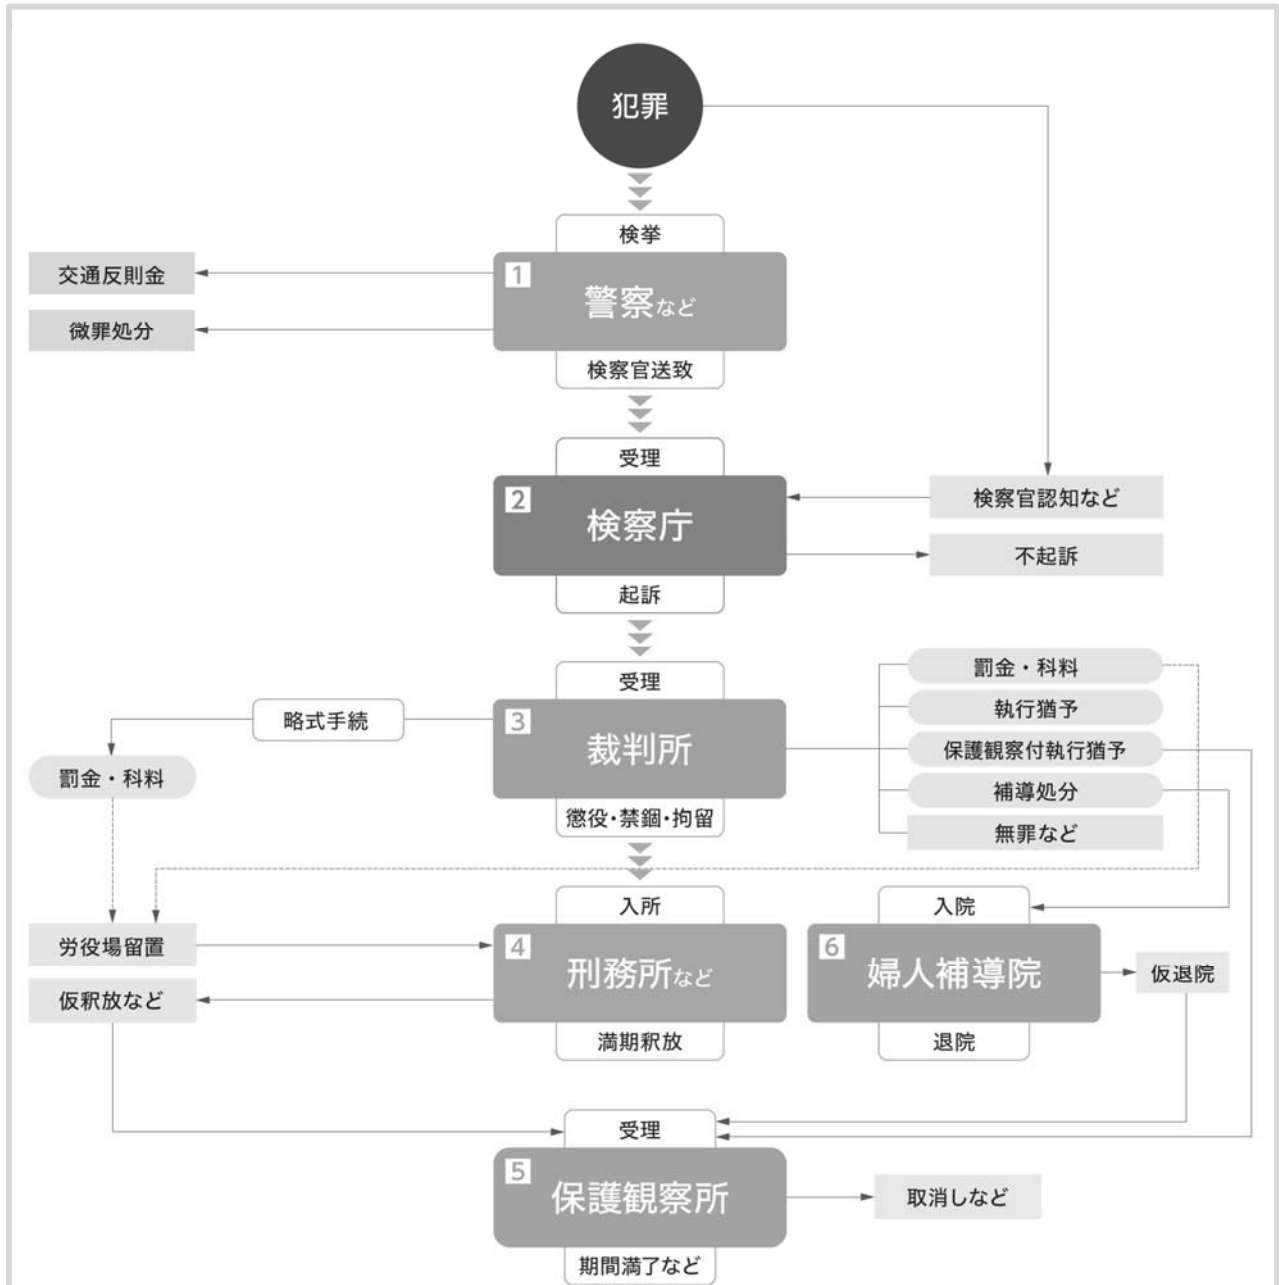 犯罪
検挙
1
警察など
交通反則金
微罪処分
検察官送致
受理
2
検察庁
検察官認知など
不起訴
起訴
受理
3
裁判所
略式手続
罰金・科料
罰金・科料
執行猶予
保護観察付執行猶予
補導処分
無罪など
懲役・禁錮・拘留
入所
4
刑務所など
労役場留置
仮釈放など
満期釈放
入院
6
婦人補導院
仮退院
退院
受理
5
保護観察所
取消しなど
期間満了など